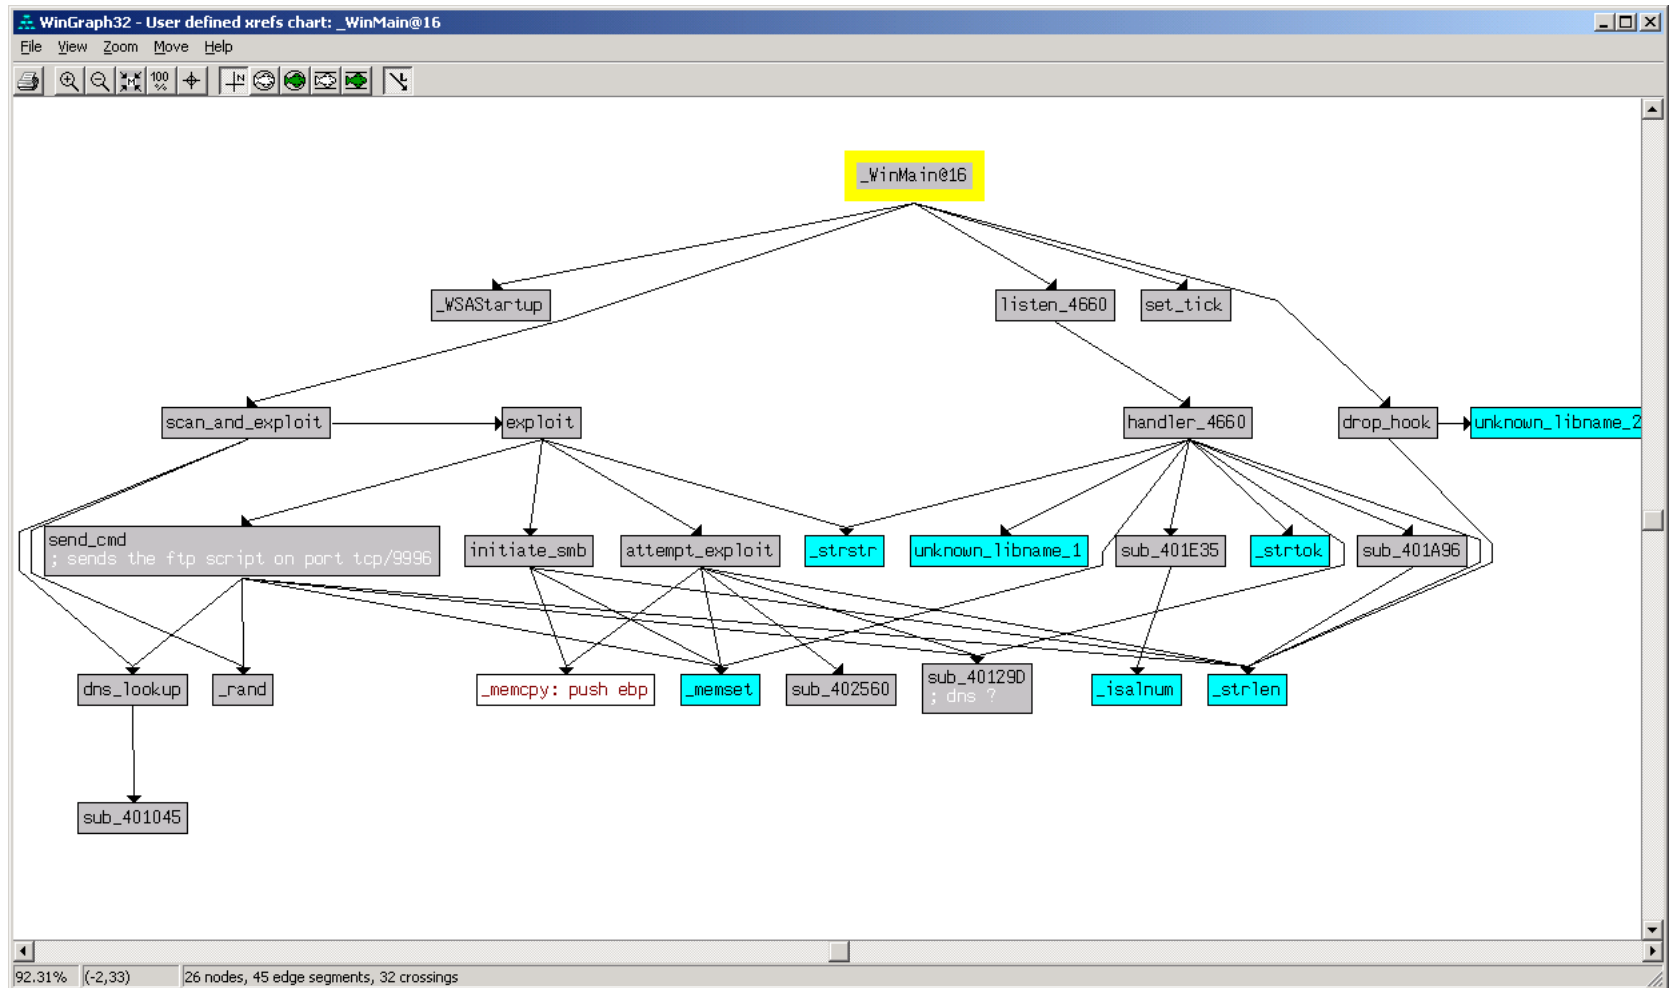 WinGraph32 - User defined xrefs chart: _WinMain@16
File View Zoom Move Help
100
%
N
_WinMain@16
_WSAStartup
listen_4660
set_tick
scan_and_exploit
exploit
handler_4660
drop_hook
unknown_libname_2
send_cmd
; sends the ftp script on port tcp/9996
initiate_smb
attempt_exploit
_strstr
unknown_libname_1
sub_401E35
_strtok
sub_401A96
dns_lookup
_rand
_memcpy: push ebp
_memset
sub_402560
sub_40129D
; dns ?
_isalnum
_strlen
sub_401045
92.31%
(-2,33)
26 nodes, 45 edge segments, 32 crossings